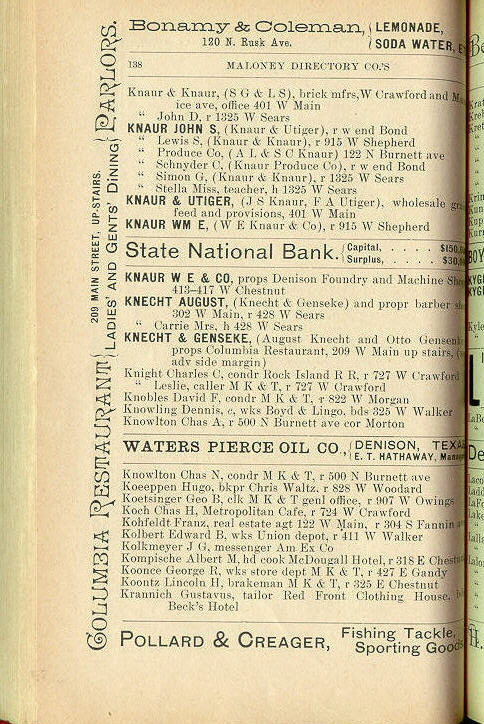 Bonamy & Coleman, { LEMONADE,
120 N. Rusk Ave. { SODA WATER,
138 MALONEY DIRECTORY CO.'S
Knaur & Knaur, (S G & L S), brick mfrs, W Crawford and
ice ave, office 401 W Main
" John D, r 1325 W Sears
KNAUR JOHN S, (Knaur & Utiger), r w end Bond
" Lewis S, (Knaur & Knaur), r 915 W Shepherd
" Produce Co, (A L & S C Knaur) 122 N Burnett ave
" Schnyder C, (Knaur Produce Co), r w end Bond
" Simon G, (Knaur & Knaur), r 1325 W Sears
" Stella Miss, teacher, h 1325 W Sears
KNAUR & UTIGER, (J S Knaur, F A Utiger), wholesale
feed and provisions, 401 W Main
KNAUR WM E, (W E Knaur & Co), r 915 W Shepherd
State National Bank. { Capital, . . . . $150,
{ Surplus, . . . . $30,
KNAUR W E & CO, props Denison Foundry and Machine
413-417 W Chestnut
KNECHT AUGUST, (Knecht & Genseke) and propr barber
302 W Main, r 428 W Sears
" Carrie Mrs, h 428 W Sears
KNECHT & GENSEKE, (August Knecht and Otto
props Columbia Restaurant, 209 W Main up stairs,
adv side margin)
Knight Charles C, condr Rock Island R R, r 727 W Crawford
" Leslie, caller M K & T, r 727 W Crawford
Knobles David F, condr M K & T, r 822 W Morgan
Knowling Dennis, c, wks Boyd & Lingo, bds 325 W Walker
Knowlton Chas A, r 500 N Burnett ave cor Morton
WATERS PIERCE OIL CO., { DENISON,
{ E. T. HATHAWAY,
Knowlton Chas N, condr M K & T, r 500 N Burnett ave
Koeeppen Hugo, bkpr Chris Waltz, r 828 W Woodard
Koetsinger Geo B, clk M K & T genl office, r 907 W Owings
Koch Chas H, Metropolitan Cafe, r 724 W Crawford
Kohfeldt Franz, real estate agt 122 W Main, r 304 S Fannin
Kolbert Edward B, wks Union depot, r 411 W Walker
Kolkmeyer J G, messenger Am Ex Co
Kompische Albert M, hd cook McDougall Hotel, r 318 E
Koonce George R, wks store dept M K & T, r 427 E Gandy
Koontz Lincoln H, brakeman M K & T, r 325 E Chestnut
Krannich Gustavus, tailor Red Front Clothing House,
Beck's Hotel
POLLARD & CREAGER, Fishing Tackle,
Sporting Goods
COLUMBIA RESTAURANT { 209 MAIN STREET, UP-STAIRS.
LADIES' AND GENTS' DINING } PARLORS.